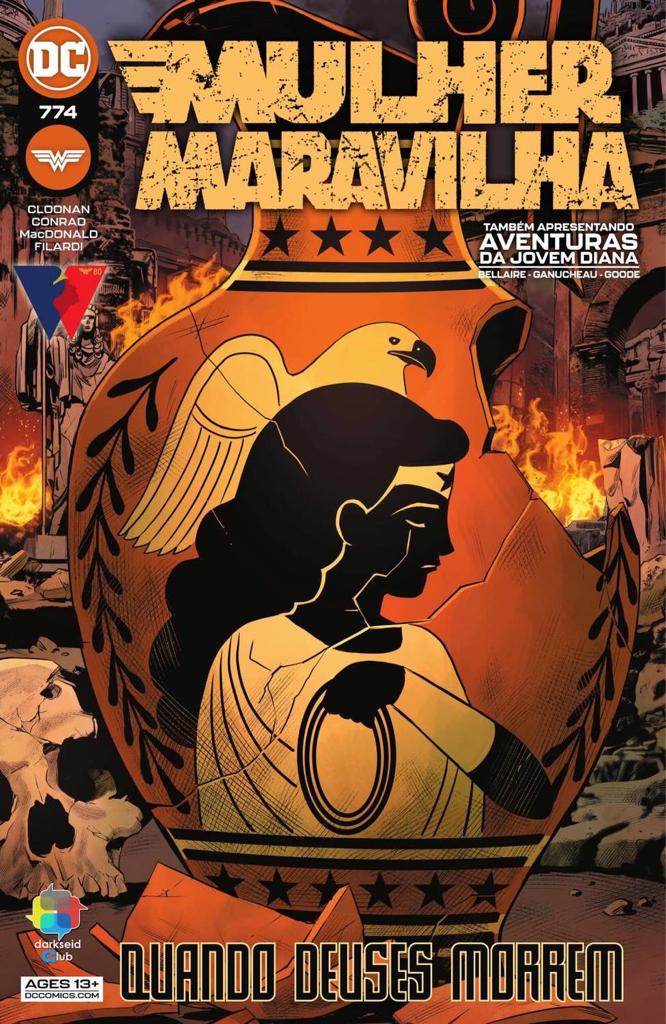 DC
774
MULHER
MARAVILHA
CLOONAN
CONRAD
MacDONALD
FILARDI
80
TAMBÉM APRESENTANDO
AVENTURAS
DA JOVEM DIANA
BELLAIRE - GANUCHEAU - GOODE
darkseid
Club
AGES 13+
DCCOMICS.COM
QUANDO DEUSES MORREM